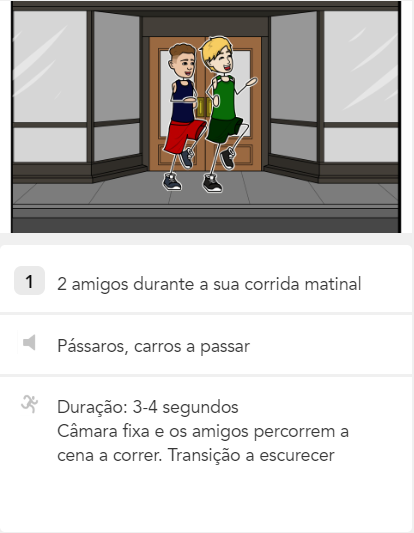 1
2 amigos durante a sua corrida matinal
Pássaros, carros a passar
Duração: 3-4 segundos
Câmara fixa e os amigos percorrem a
cena a correr. Transição a escurecer